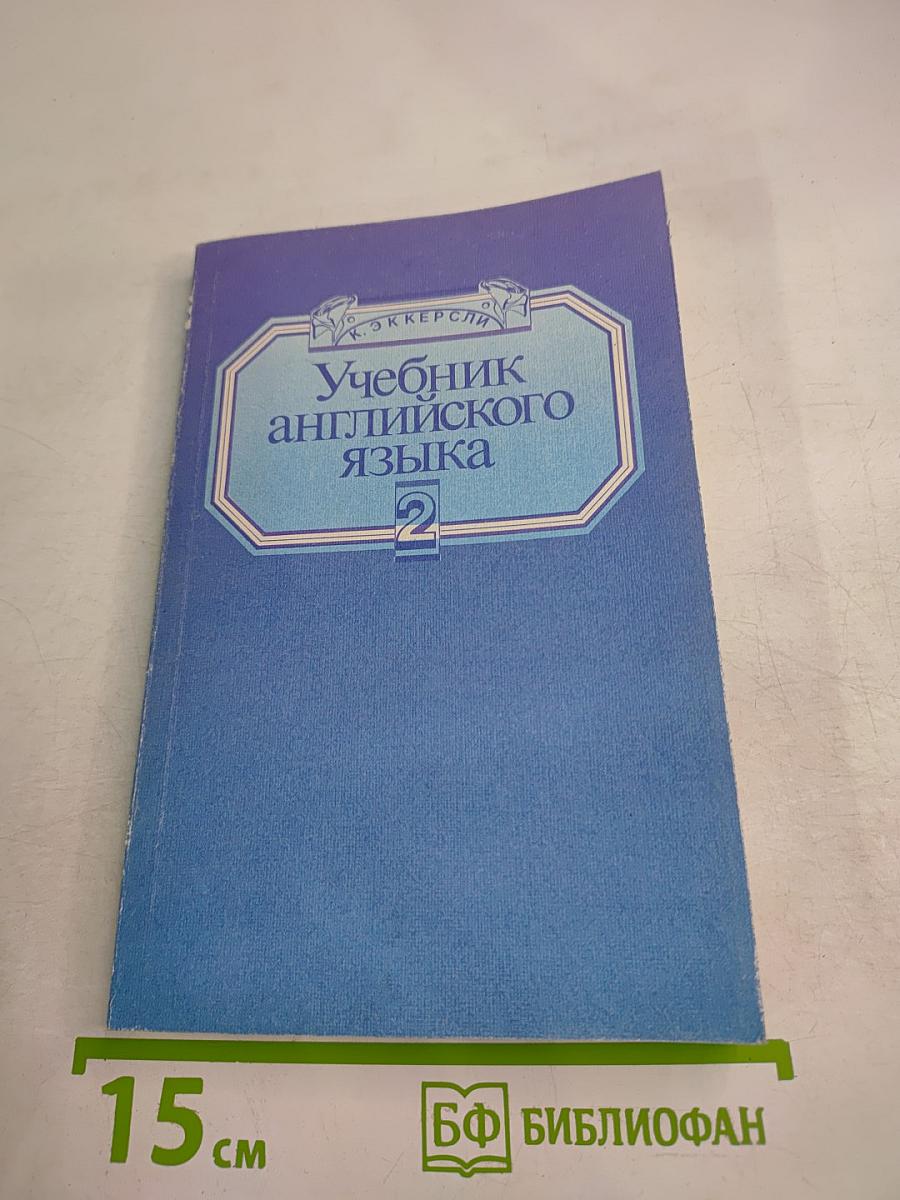 К. ЭККЕРСЛИ
Учебник
английского
языка
2
15 см
БФ БИБЛИОФАН